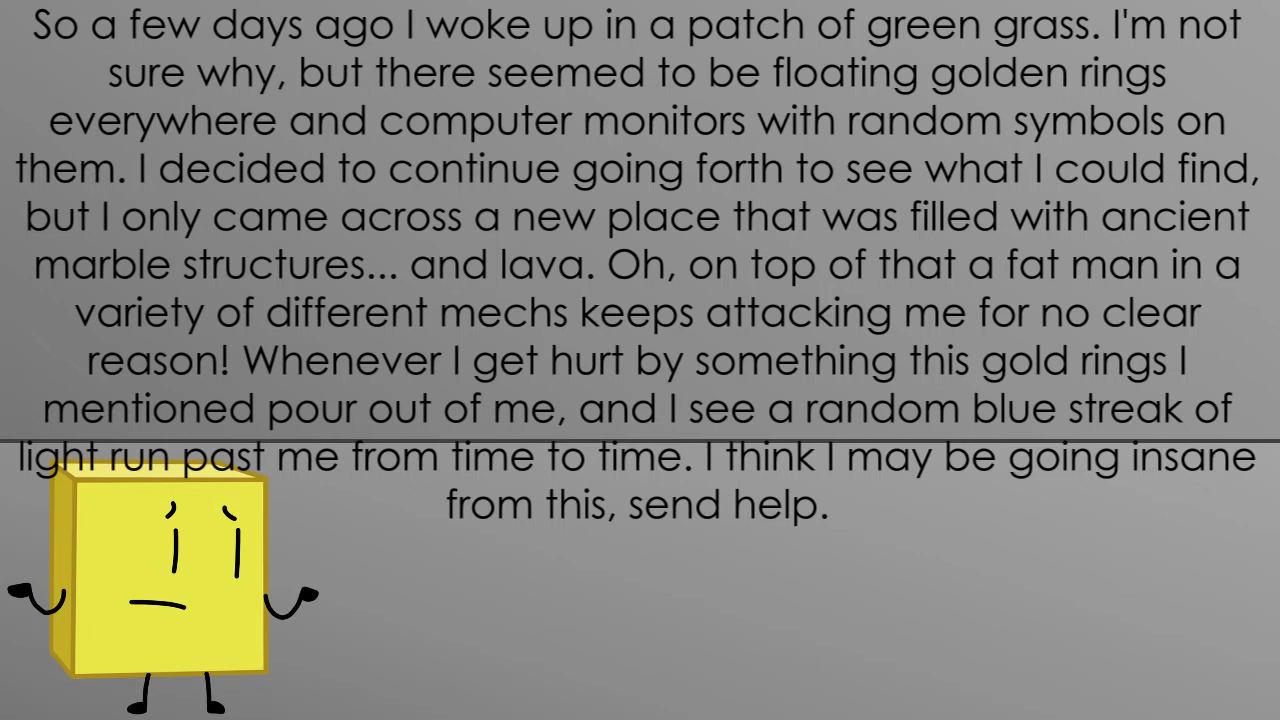 So a few days ago I woke up in a patch of green grass. I'm not
sure why, but there seemed to be floating golden rings
everywhere and computer monitors with random symbols on
them. I decided to continue going forth to see what I could find,
but I only came across a new place that was filled with ancient
marble structures... and lava. Oh, on top of that a fat man in a
variety of different mechs keeps attacking me for no clear
reason! Whenever I get hurt by something this gold rings I
mentioned pour out of me, and I see a random blue streak of
light run past me from time to time. I think I may be going insane
from this, send help.